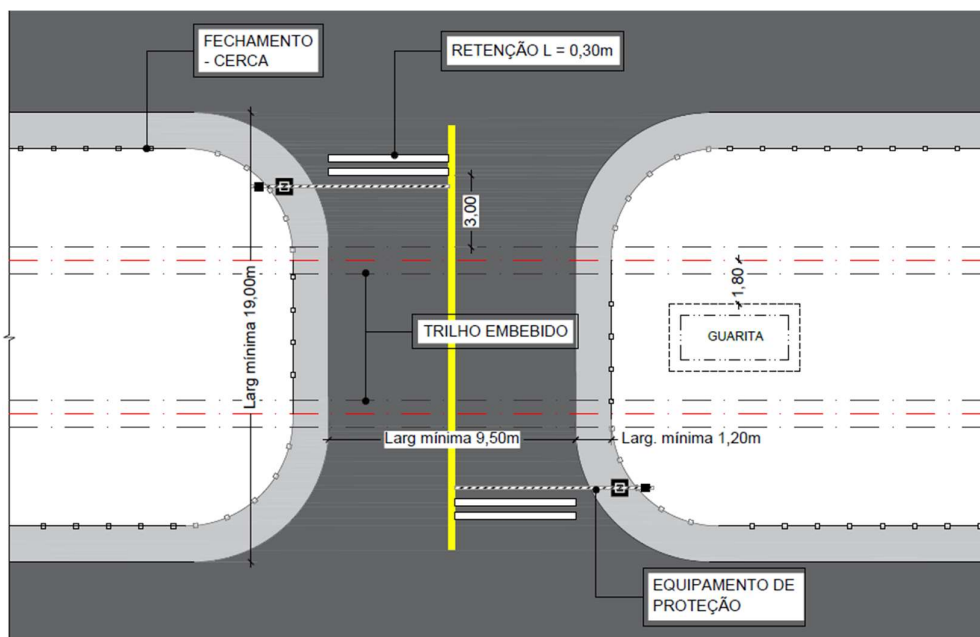 FECHAMENTO
- CERCA
RETENÇÃO L = 0,30m
3,00
Larg mínima 19,00m
1,80
TRILHO EMBEBIDO
GUARITA
Larg mínima 9,50m
Larg. mínima 1,20m
EQUIPAMENTO DE
PROTEÇÃO